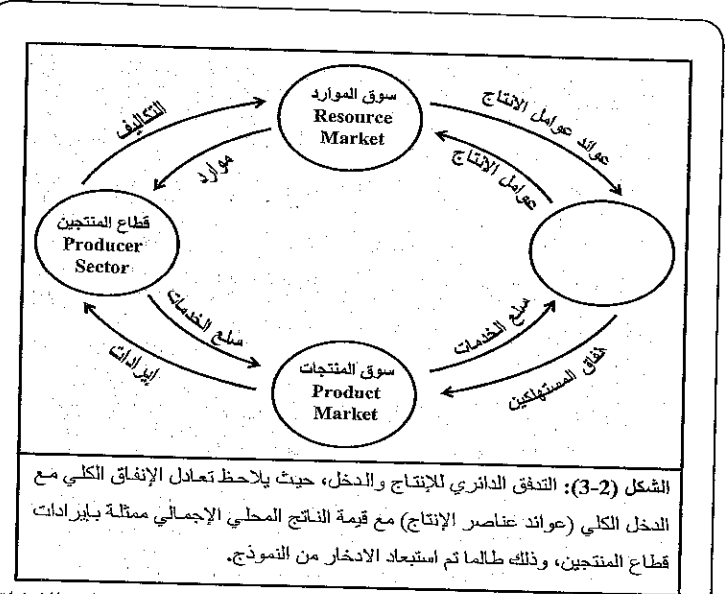 سوق الموارد
Resource
Market
التكاليف
موارد
عوائد عوامل الانتاج
عوامل الانتاج
قطاع المنتجين
Producer
Sector
سلع الخدمات
إيرادات
سوق المنتجات
Product
Market
سلع الخدمات
انفاق المستهلكين
الشكل (2-3): التدفق الدائري للإنتاج والدخل، حيث يلاحظ تعادل الإنفاق الكلي مع
الدخل الكلي (عوائد عناصر الإنتاج) مع قيمة الناتج المحلي الإجمالي ممثلة بإيرادات
قطاع المنتجين، وذلك طالما تم استبعاد الادخار من النموذج.